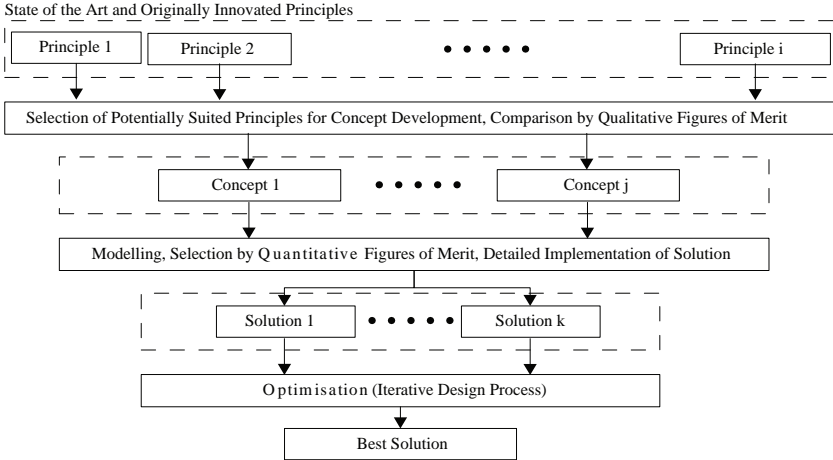 State of the Art and Originally Innovated Principles
Principle 1
Principle 2
Principle i
Selection of Potentially Suited Principles for Concept Development, Comparison by Qualitative Figures of Merit
Concept 1
Concept j
Modelling, Selection by Quantitative Figures of Merit, Detailed Implementation of Solution
Solution 1
Solution k
Optimisation (Iterative Design Process)
Best Solution